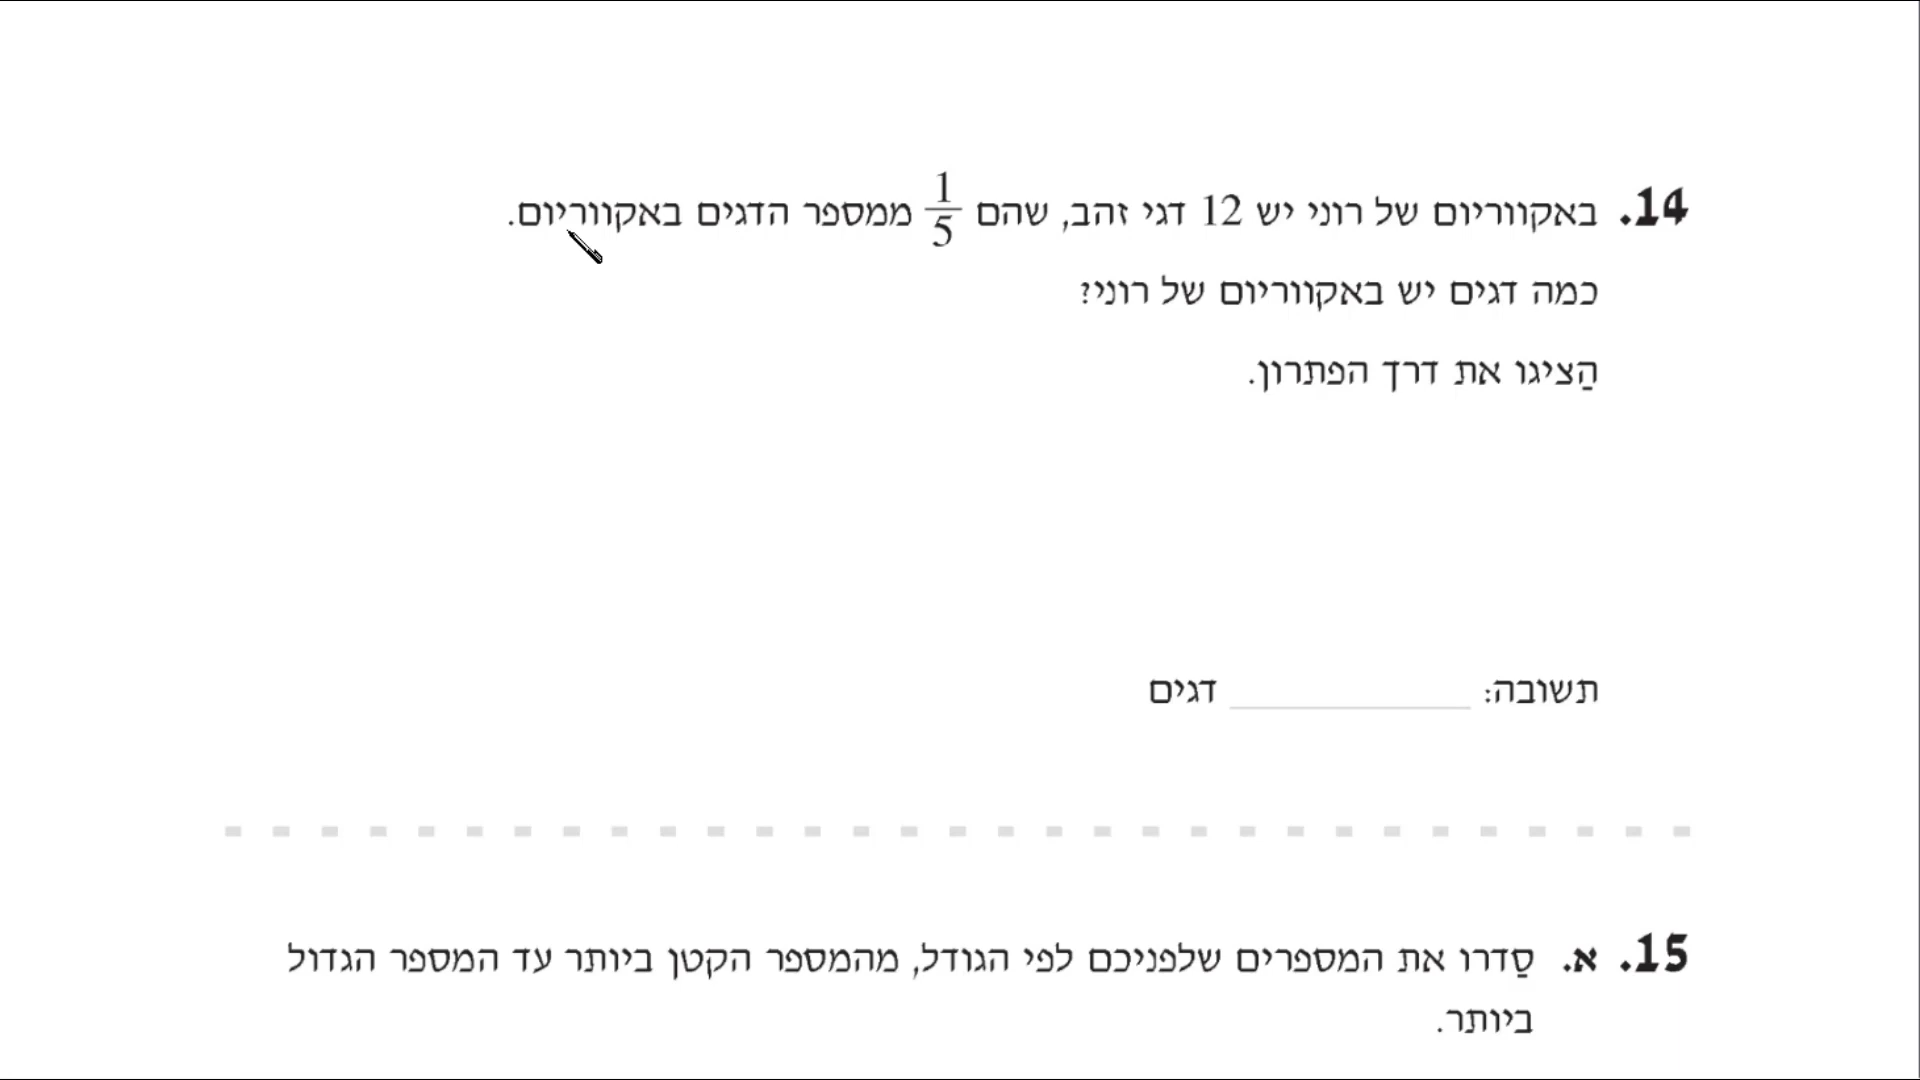 14. באקווריום של רוני יש 12 דגי זהב, שהם 1/5 ממספר הדגים באקווריום.
כמה דגים יש באקווריום של רוני?
הַציגו את דרך הפתרון.
תשובה: ____________ דגים
15. א. סַדרו את המספרים שלפניכם לפי הגודל, מהמספר הקטן ביותר עד המספר הגדול
ביותר.